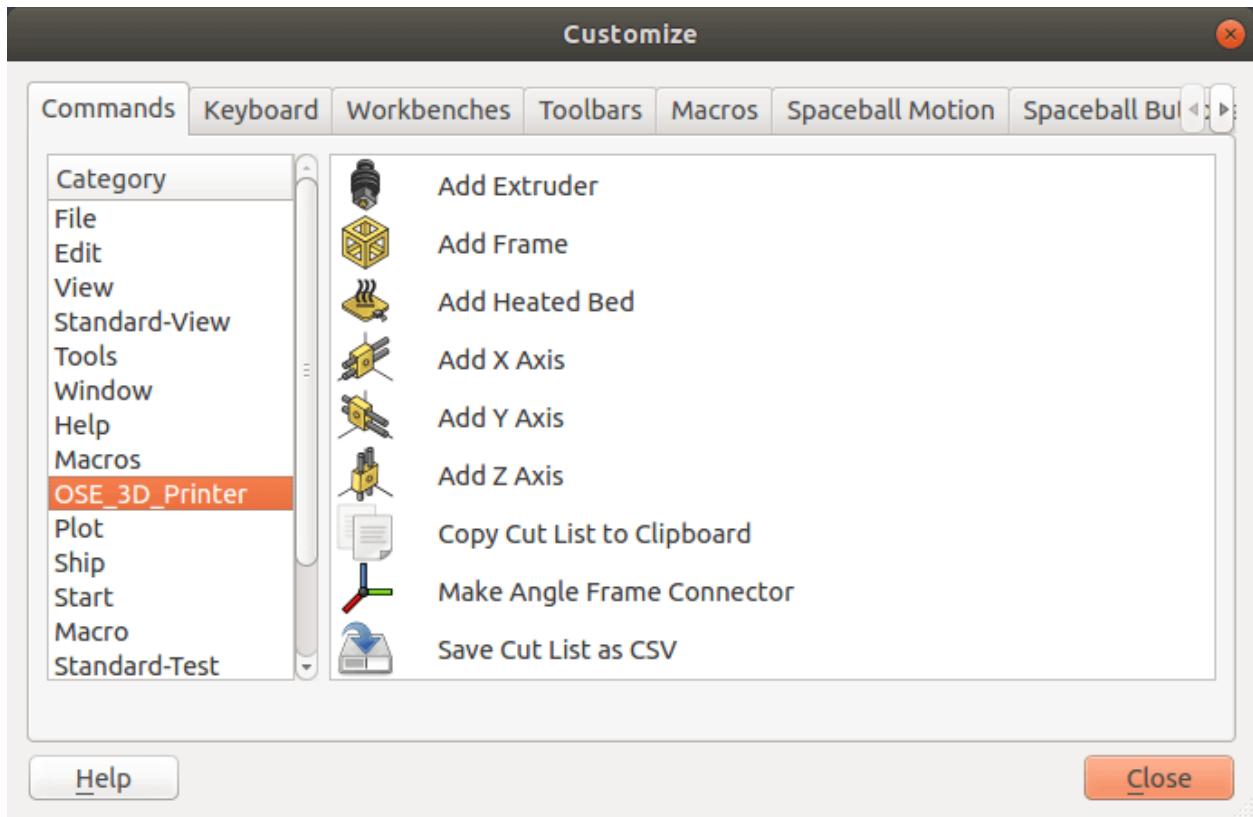 Customize
Commands Keyboard Workbenches Toolbars Macros Spaceball Motion Spaceball
Category
File
Edit
View
Standard-View
Tools
Window
Help
Macros
OSE_3D_Printer
Plot
Ship
Start
Macro
Standard-Test
Add Extruder
Add Frame
Add Heated Bed
Add X Axis
Add Y Axis
Add Z Axis
Copy Cut List to Clipboard
Make Angle Frame Connector
Save Cut List as CSV
Help
Close